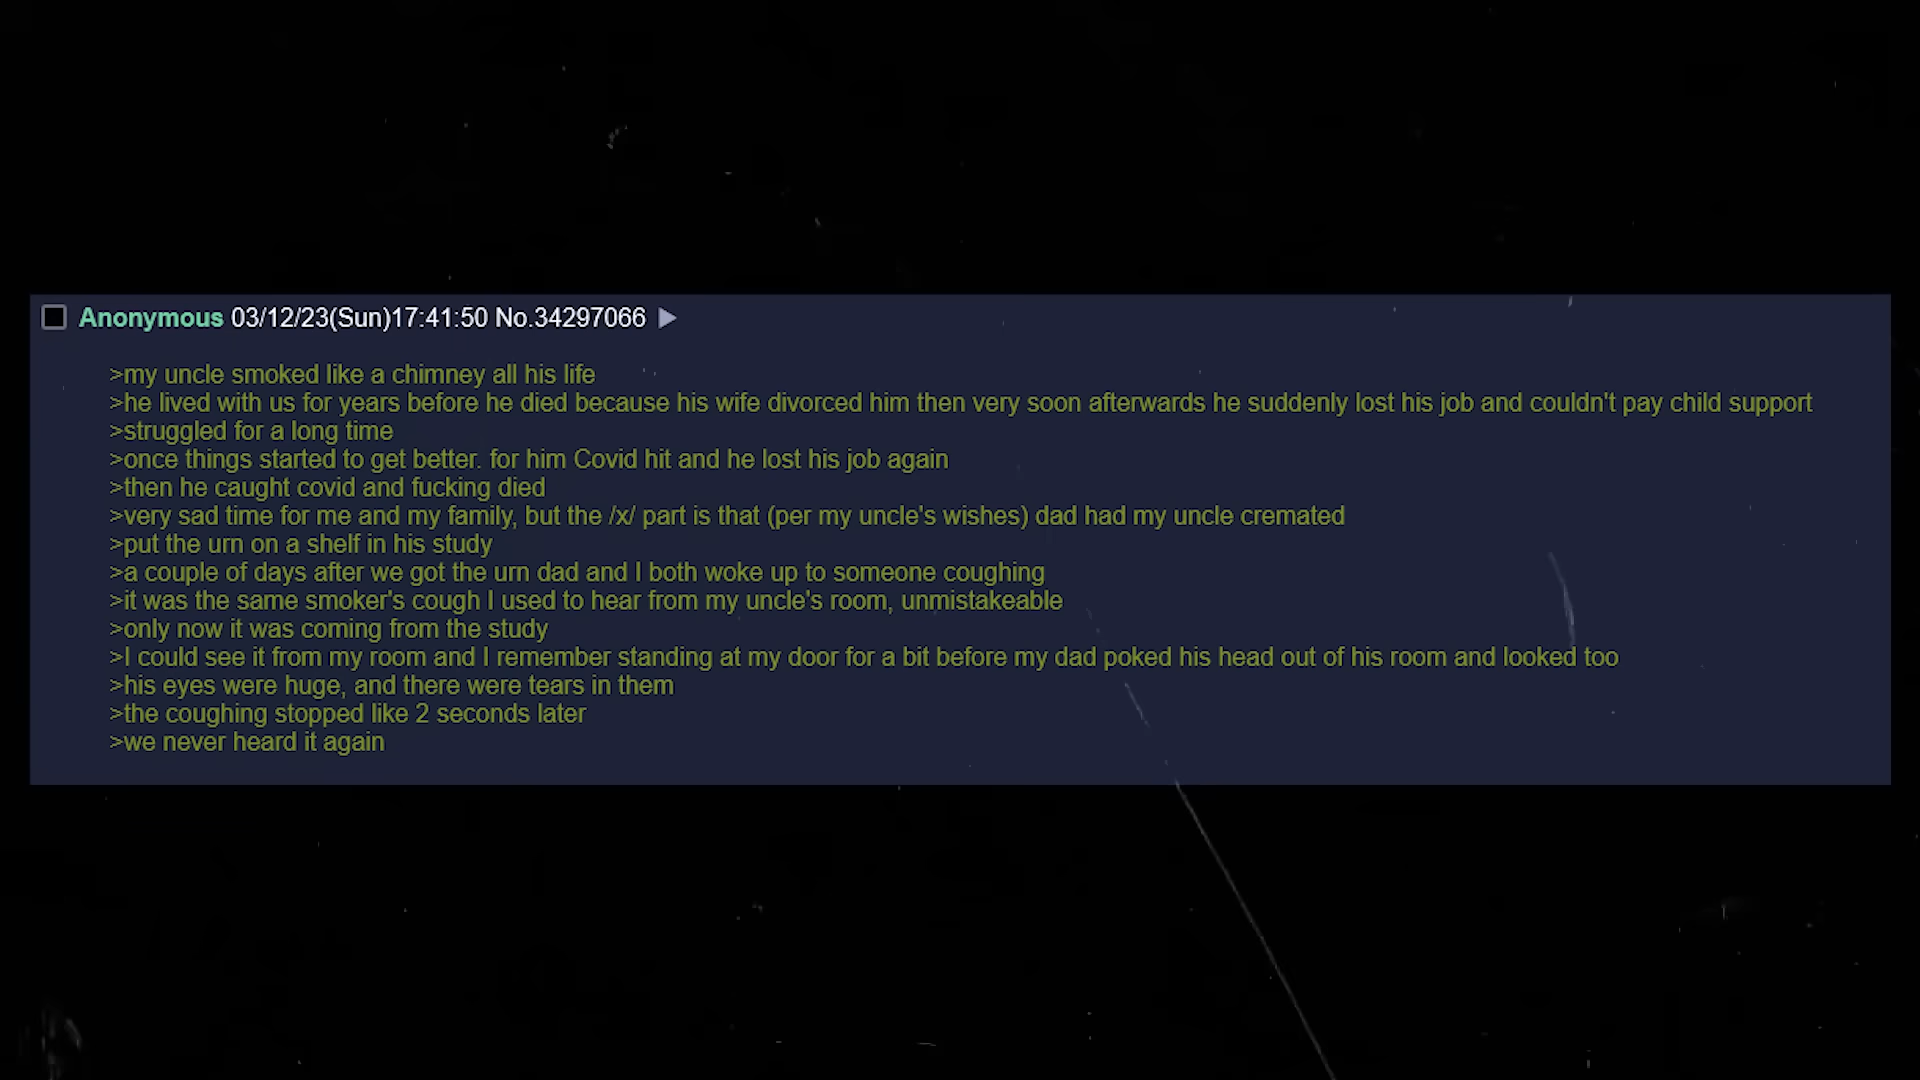 Anonymous 03/12/23(Sun)17:41:50 No.34297066 ▶
>my uncle smoked like a chimney all his life
>he lived with us for years before he died because his wife divorced him then very soon afterwards he suddenly lost his job and couldn't pay child support
>struggled for a long time
>once things started to get better. for him Covid hit and he lost his job again
>then he caught covid and fucking died
>very sad time for me and my family, but the /x/ part is that (per my uncle's wishes) dad had my uncle cremated
>put the urn on a shelf in his study
>a couple of days after we got the urn dad and I both woke up to someone coughing
>it was the same smoker's cough I used to hear from my uncle's room, unmistakeable
>only now it was coming from the study
>I could see it from my room and I remember standing at my door for a bit before my dad poked his head out of his room and looked too
>his eyes were huge, and there were tears in them
>the coughing stopped like 2 seconds later
>we never heard it again